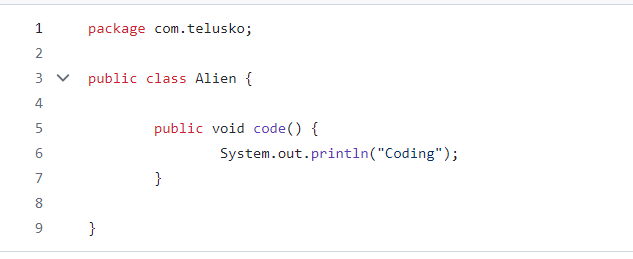 1 package com.telusko;
2
3 public class Alien {
4
5 public void code() {
6 System.out.println("Coding");
7 }
8
9 }